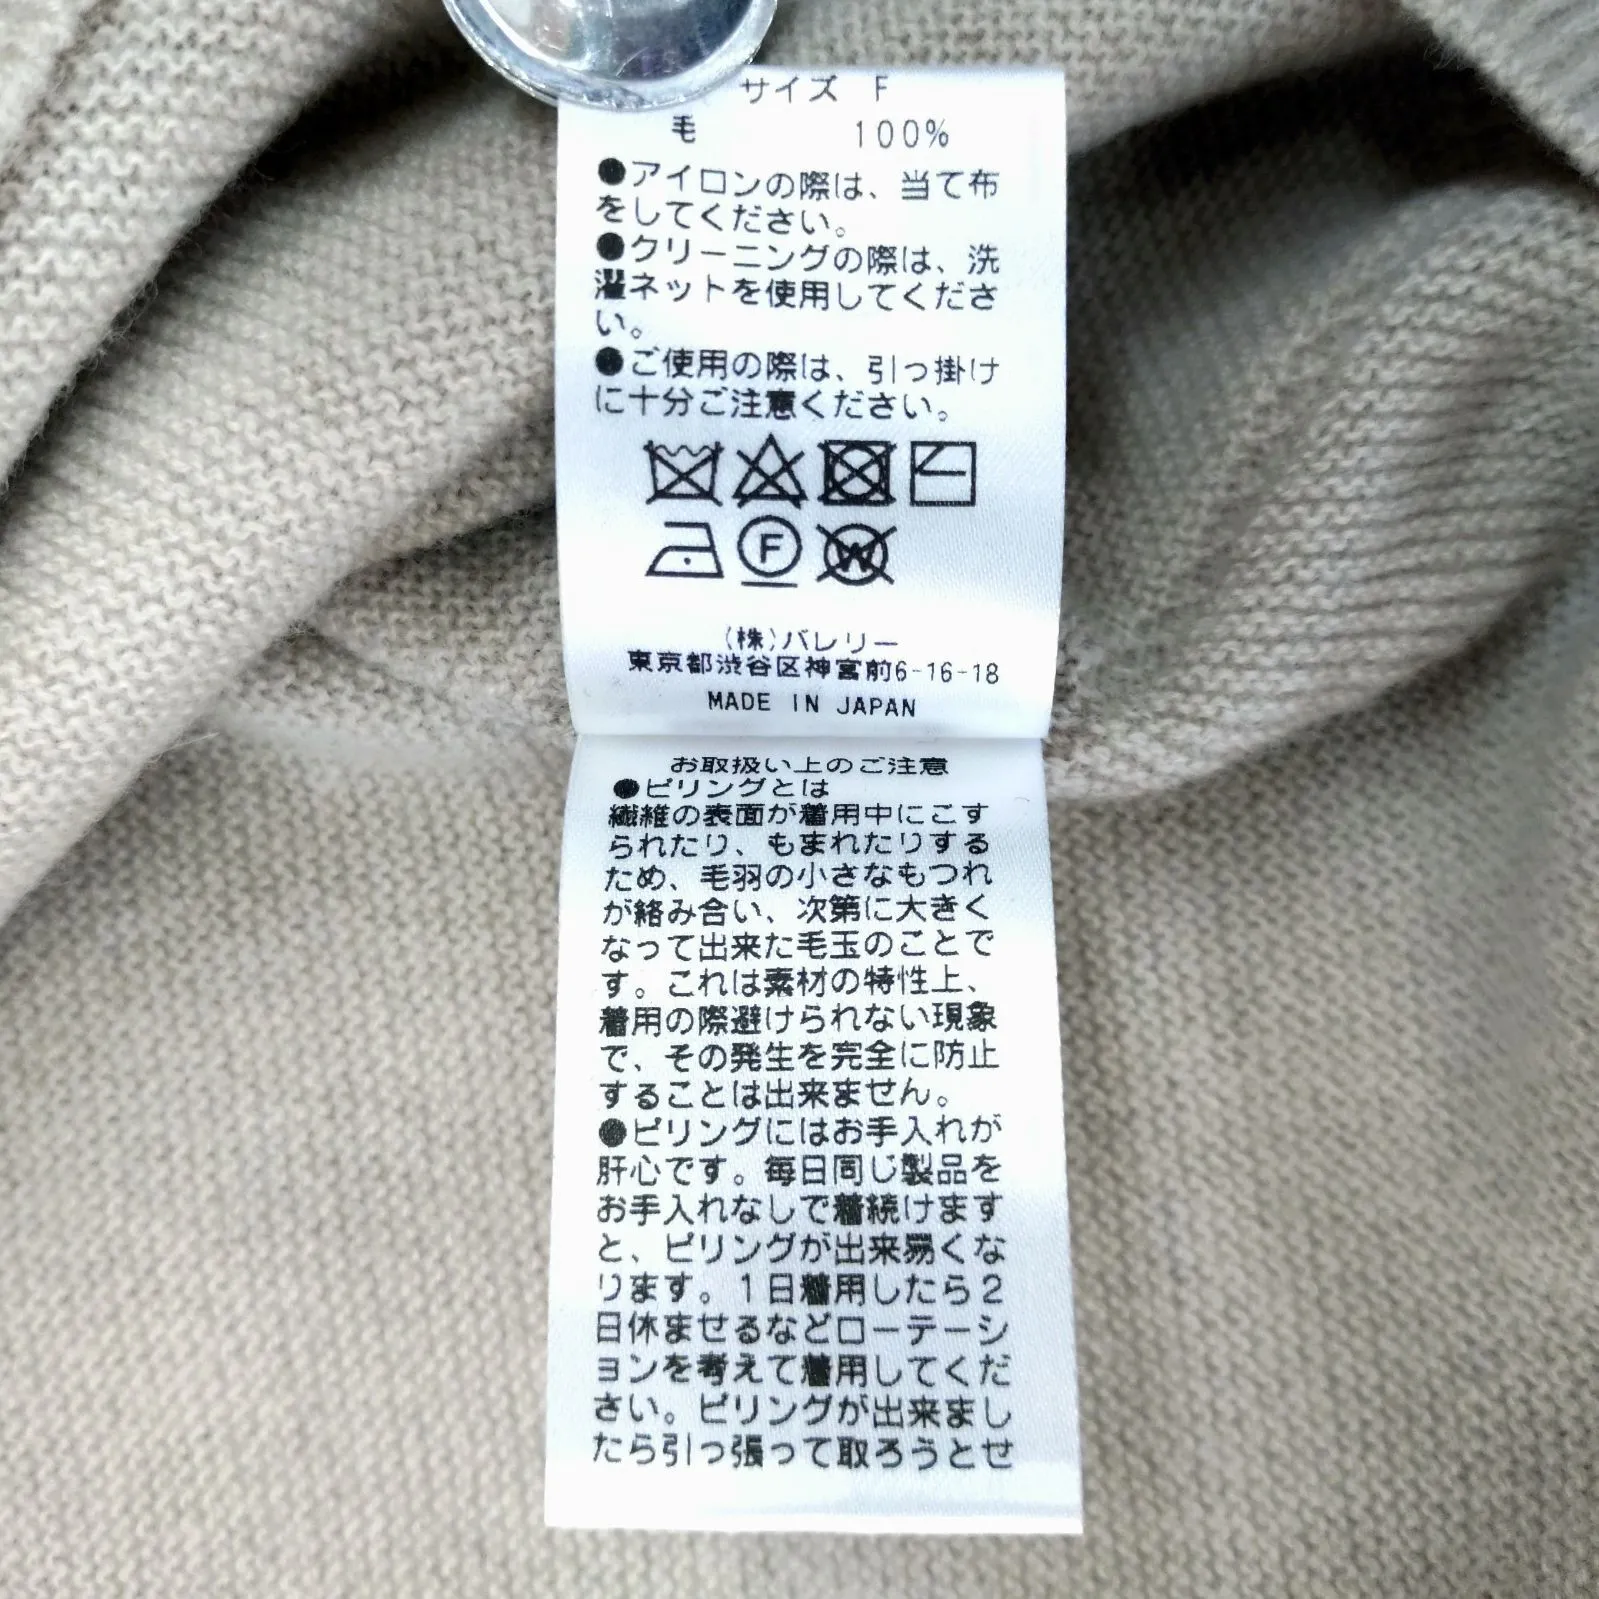 サイズ F
毛 100%
●アイロンの際は、当て布
をしてください。
●クリーニングの際は、洗
濯ネットを使用してくださ
い。
●ご使用の際は、引っ掛け
に十分ご注意ください。
F W
(株)バレリー
東京都渋谷区神宮前6-16-18
MADE IN JAPAN
お取扱い上のご注意
●ピリングとは
繊維の表面が着用中にこす
られたり、もまれたりする
ため、毛羽の小さなもつれ
が絡み合い、次第に大きく
なって出来た毛玉のことで
す。これは素材の特性上、
着用の際避けられない現象
で、その発生を完全に防止
することは出来ません。
●ピリングにはお手入れが
肝心です。毎日同じ製品を
お手入れなしで着続けます
と、ピリングが出来易くな
ります。1日着用したら2
日休ませるなどローテーシ
ョンを考えて着用してくだ
さい。ピリングが出来まし
たら引っ張って取ろうとせ